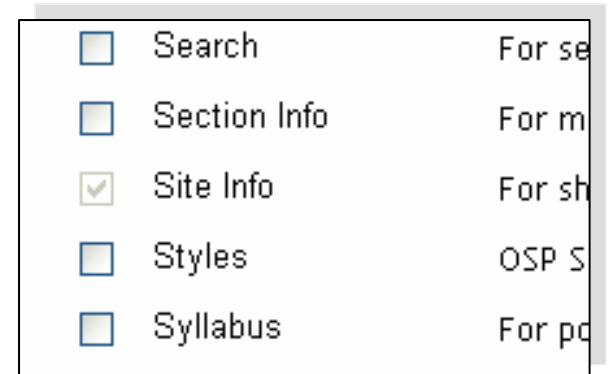 Search For se
Section Info For m
Site Info For sh
Styles OSP S
Syllabus For po